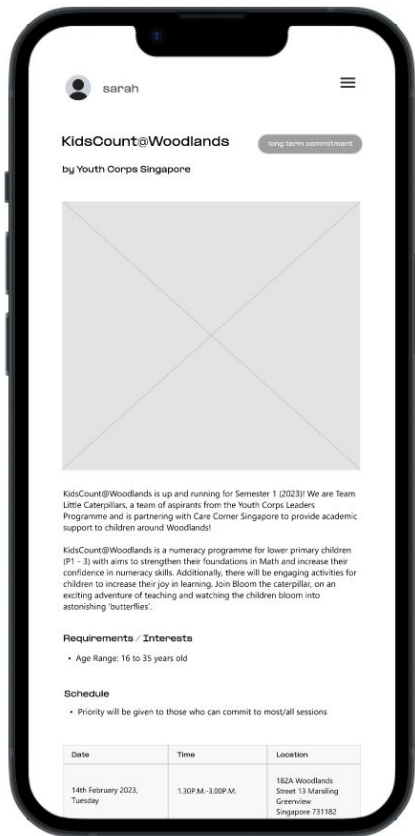 sarah
KidsCount@Woodlands
long term commitment
by Youth Corps Singapore
KidsCount@Woodlands is up and running for Semester 1 (2023)! We are Team
Little Caterpillars, a team of aspirants from the Youth Corps Leaders
Programme and is partnering with Care Corner Singapore to provide academic
support to children around Woodlands!
KidsCount@Woodlands is a numeracy programme for lower primary children
(P1 - 3) with aims to strengthen their foundations in Math and increase their
confidence in numeracy skills. Additionally, there will be engaging activities for
children to increase their joy in learning. Join Bloom the caterpillar, on an
exciting adventure of teaching and watching the children bloom into
astonishing 'butterflies'.
Requirements / Interests
• Age Range: 16 to 35 years old
Schedule
• Priority will be given to those who can commit to most/all sessions
Date Time Location
14th February 2023,
Tuesday
1.30P.M.-3.00P.M.
182A Woodlands
Street 13 Marsiling
Greenview
Singapore 731182